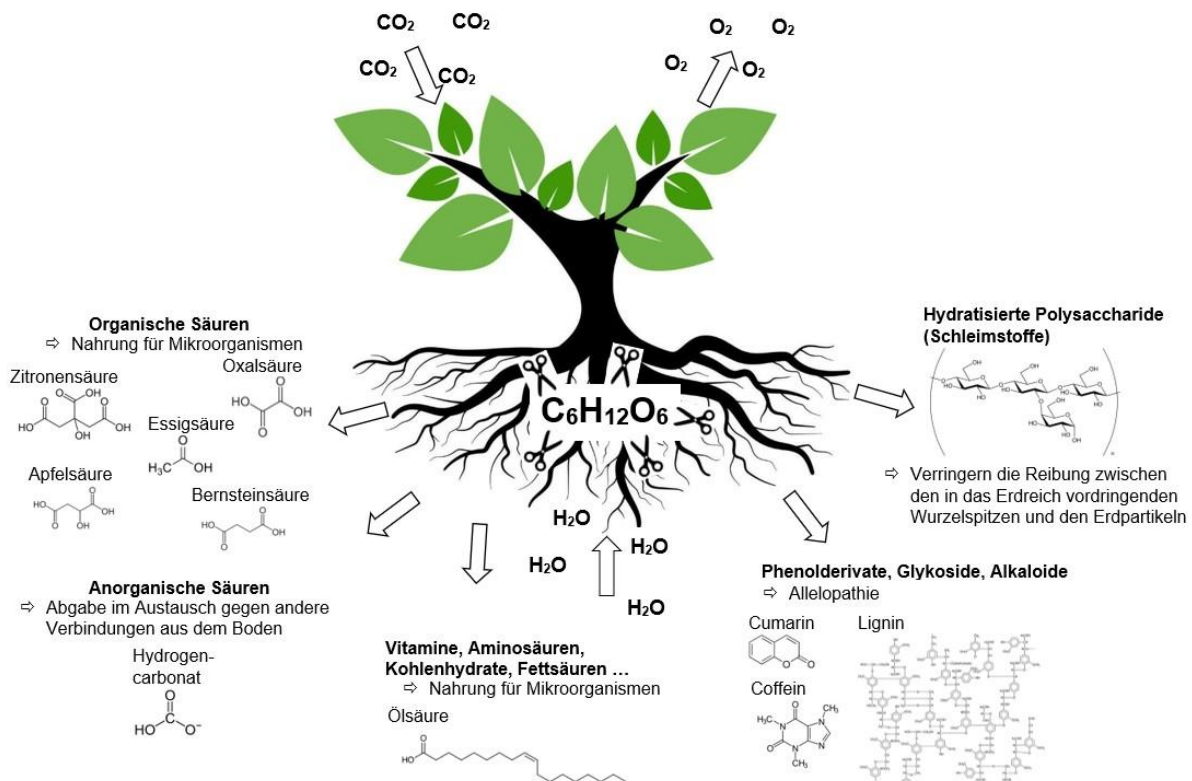 CO₂
CO₂
CO₂
CO₂
O₂
O₂
O₂
O₂
Organische Säuren
⇨ Nahrung für Mikroorganismen
Zitronensäure
Oxalsäure
Essigsäure
Apfelsäure
Bernsteinsäure
C₆H₁₂O₆
Hydratisierte Polysaccharide
(Schleimstoffe)
⇨ Verringern die Reibung zwischen
den in das Erdreich vordringenden
Wurzelspitzen und den Erdpartikeln
H₂O
H₂O
H₂O
H₂O
Anorganische Säuren
⇨ Abgabe im Austausch gegen andere
Verbindungen aus dem Boden
Hydrogen-
carbonat
Vitamine, Aminosäuren,
Kohlenhydrate, Fettsäuren ...
⇨ Nahrung für Mikroorganismen
Ölsäure
Phenolderivate, Glykoside, Alkaloide
⇨ Allelopathie
Cumarin
Lignin
Coffein